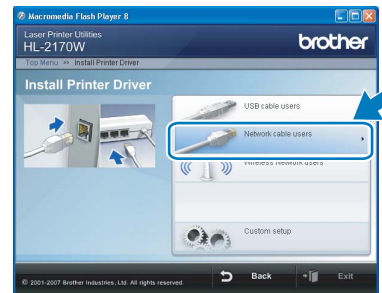 Macromedia Flash Player 8
Laser Printer Utilities
HL-2170W
brother
Top Menu >> Install Printer Driver
Install Printer Driver
USB cable users
Network cable users
Wireless Network users
Custom setup
© 2001-2007 Brother Industries, Ltd. All rights reserved.
Back
Exit